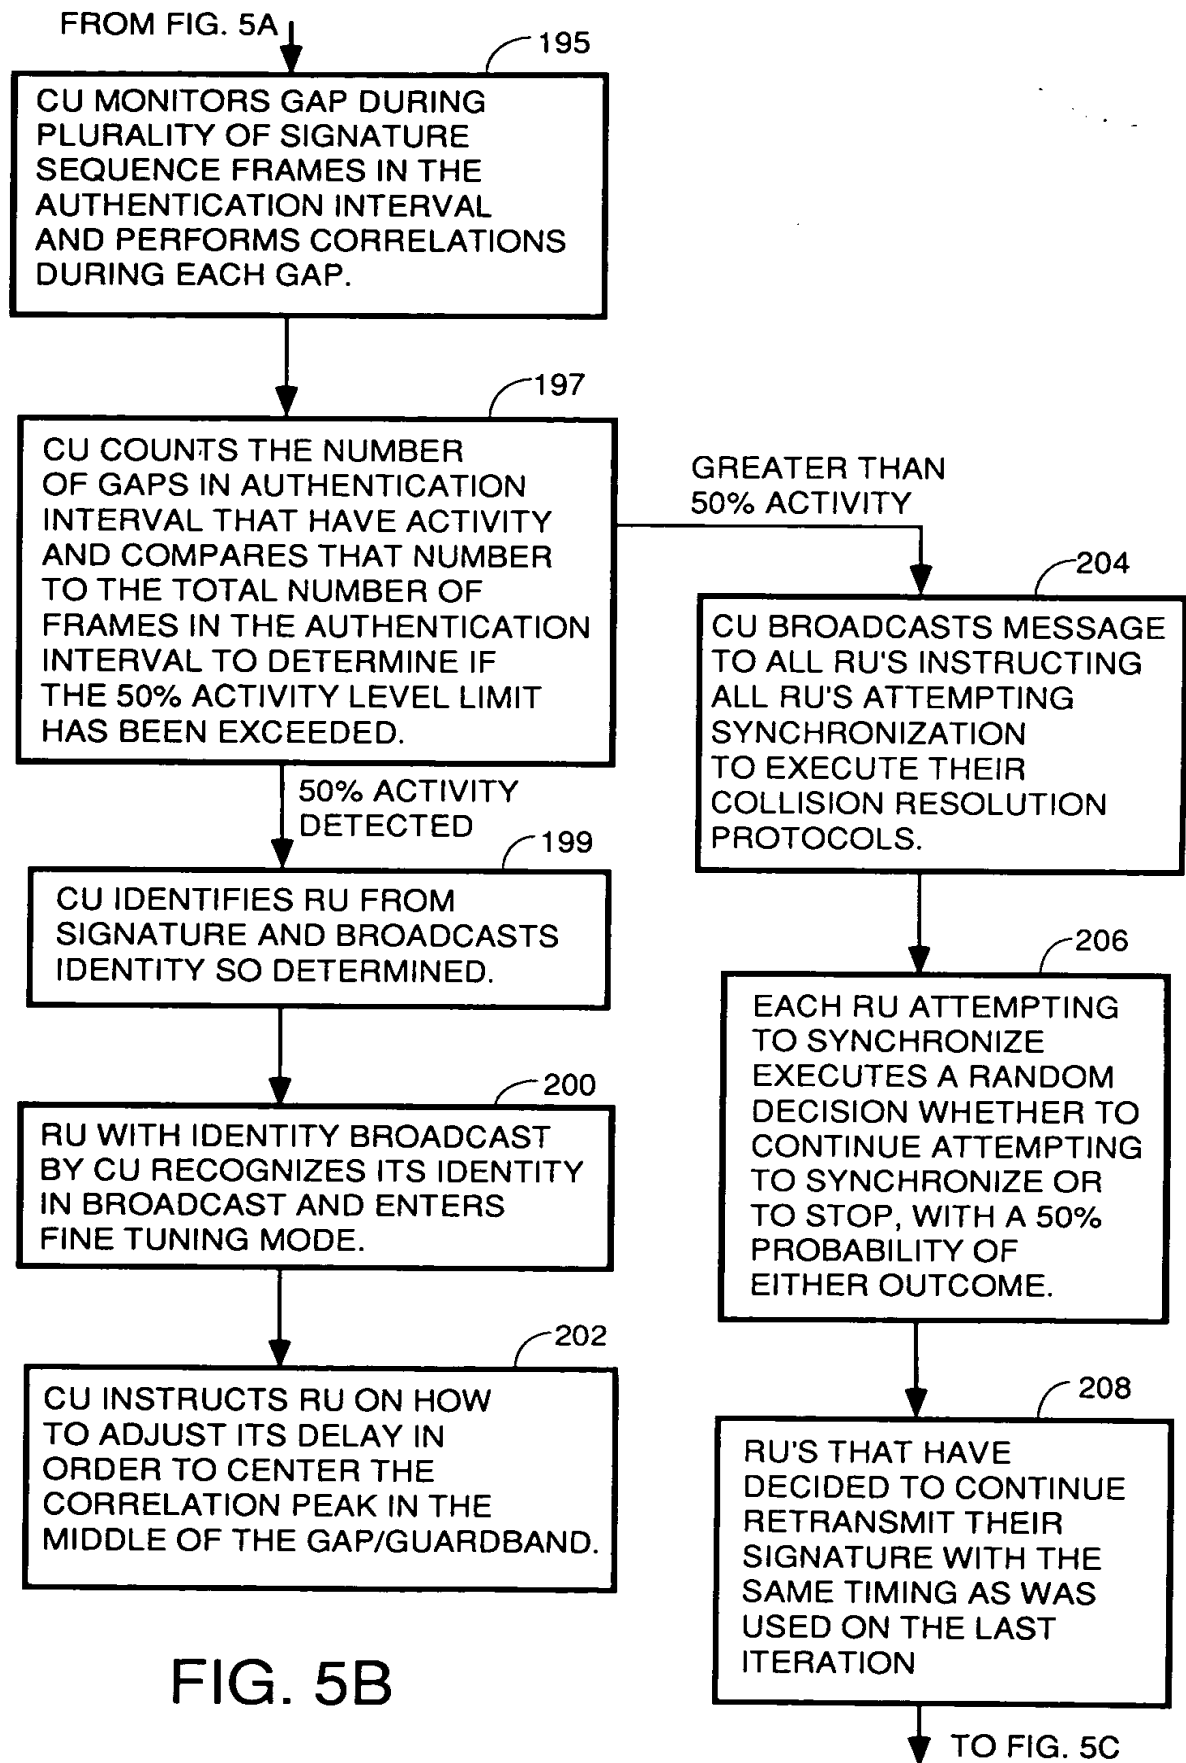 FROM FIG. 5A
195
CU MONITORS GAP DURING
PLURALITY OF SIGNATURE
SEQUENCE FRAMES IN THE
AUTHENTICATION INTERVAL
AND PERFORMS CORRELATIONS
DURING EACH GAP.
197
CU COUNTS THE NUMBER
OF GAPS IN AUTHENTICATION
INTERVAL THAT HAVE ACTIVITY
AND COMPARES THAT NUMBER
TO THE TOTAL NUMBER OF
FRAMES IN THE AUTHENTICATION
INTERVAL TO DETERMINE IF
THE 50% ACTIVITY LEVEL LIMIT
HAS BEEN EXCEEDED.
GREATER THAN
50% ACTIVITY
50% ACTIVITY
DETECTED
199
CU IDENTIFIES RU FROM
SIGNATURE AND BROADCASTS
IDENTITY SO DETERMINED.
200
RU WITH IDENTITY BROADCAST
BY CU RECOGNIZES ITS IDENTITY
IN BROADCAST AND ENTERS
FINE TUNING MODE.
202
CU INSTRUCTS RU ON HOW
TO ADJUST ITS DELAY IN
ORDER TO CENTER THE
CORRELATION PEAK IN THE
MIDDLE OF THE GAP/GUARDBAND.
204
CU BROADCASTS MESSAGE
TO ALL RU'S INSTRUCTING
ALL RU'S ATTEMPTING
SYNCHRONIZATION
TO EXECUTE THEIR
COLLISION RESOLUTION
PROTOCOLS.
206
EACH RU ATTEMPTING
TO SYNCHRONIZE
EXECUTES A RANDOM
DECISION WHETHER TO
CONTINUE ATTEMPTING
TO SYNCHRONIZE OR
TO STOP, WITH A 50%
PROBABILITY OF
EITHER OUTCOME.
208
RU'S THAT HAVE
DECIDED TO CONTINUE
RETRANSMIT THEIR
SIGNATURE WITH THE
SAME TIMING AS WAS
USED ON THE LAST
ITERATION
TO FIG. 5C
FIG. 5B